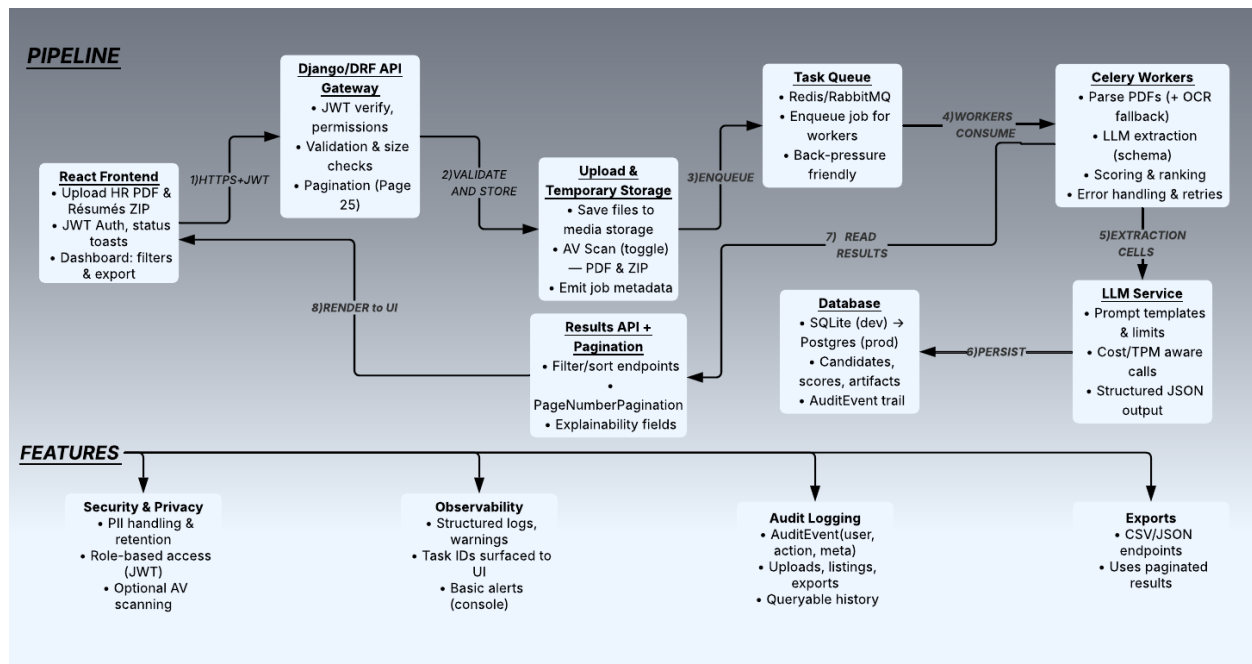 PIPELINE
Django/DRF API
Gateway
• JWT verify,
permissions
• Validation & size
checks
• Pagination (Page
25)
Task Queue
• Redis/RabbitMQ
• Enqueue job for
workers
• Back-pressure
friendly
Celery Workers
• Parse PDFs (+ OCR
fallback)
• LLM extraction
(schema)
• Scoring & ranking
• Error handling & retries
4)WORKERS
CONSUME
React Frontend
• Upload HR PDF &
Résumés ZIP
• JWT Auth, status
toasts
• Dashboard: filters
& export
1)HTTPS+JWT
2)VALIDATE
AND STORE
Upload &
Temporary Storage
• Save files to
media storage
• AV Scan (toggle)
— PDF & ZIP
• Emit job metadata
3)ENQUEUE
7) READ
RESULTS
5)EXTRACTION
CELLS
LLM Service
• Prompt templates
& limits
• Cost/TPM aware
calls
• Structured JSON
output
6)PERSIST
Database
• SQLite (dev) →
Postgres (prod)
• Candidates,
scores, artifacts
• AuditEvent trail
Results API +
Pagination
• Filter/sort endpoints
•
PageNumberPagination
• Explainability fields
8)RENDER to UI
FEATURES
Security & Privacy
• PII handling &
retention
• Role-based access
(JWT)
• Optional AV
scanning
Observability
• Structured logs,
warnings
• Task IDs surfaced to
UI
• Basic alerts
(console)
Audit Logging
• AuditEvent(user,
action, meta)
• Uploads, listings,
exports
• Queryable history
Exports
• CSV/JSON
endpoints
• Uses paginated
results